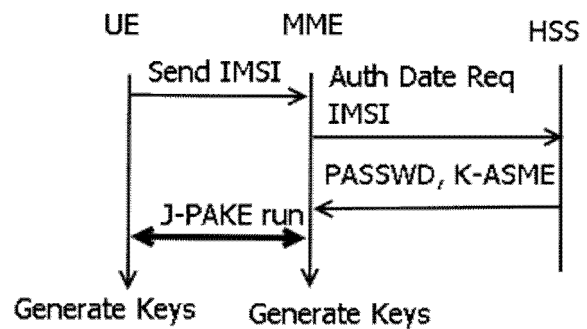 UE MME HSS
Send IMSI
Auth Date Req
IMSI
PASSWD, K-ASME
J-PAKE run
Generate Keys Generate Keys